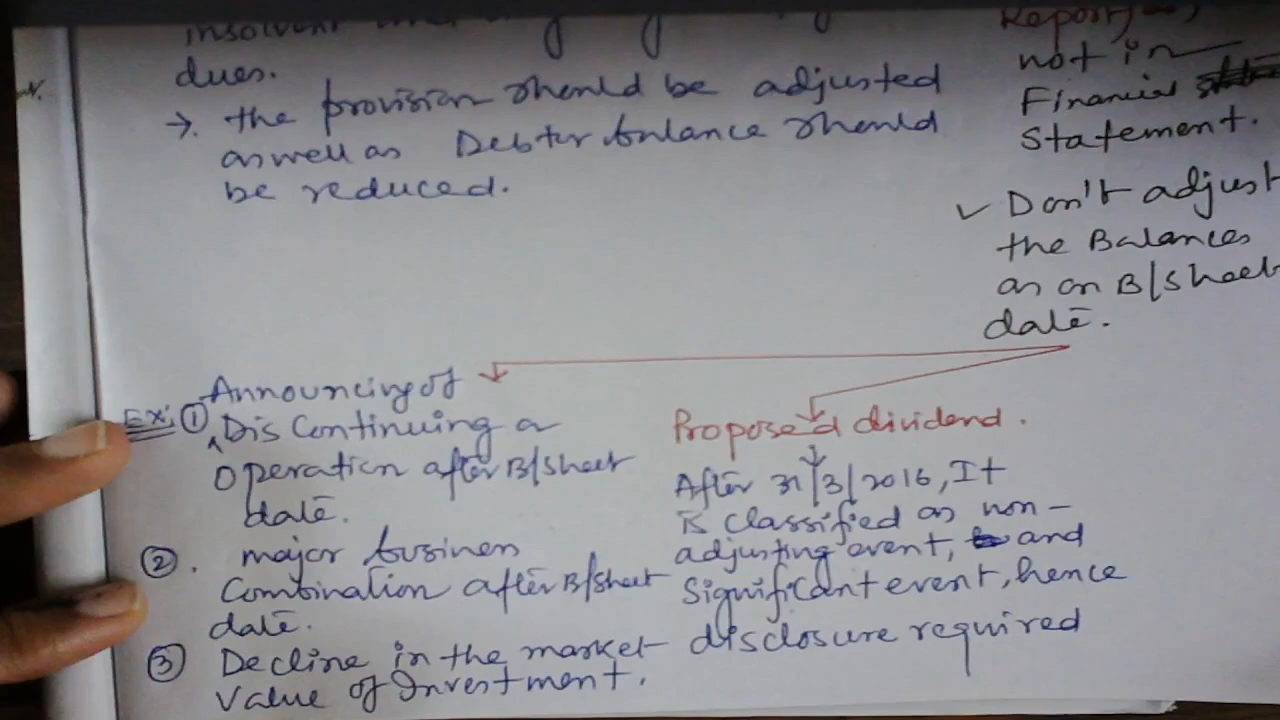 insolvent
dues.
→. the provision should be adjusted
as well as Debtor balance should
be reduced.
Report
not in
Financial
Statement.
✓ Don't adjust
the Balances
as on B/Sheet
date.
Announcing of
Ex: ① ^ Dis Continuing a
Operation after B/Sheet
date.
②. major business
Combination after B/Sheet
date.
③ Decline in the market
Value of Investment.
Proposed dividend.
After 31/3/2016, It
is classified as non-
adjusting event, and
Significant event, hence
disclosure required